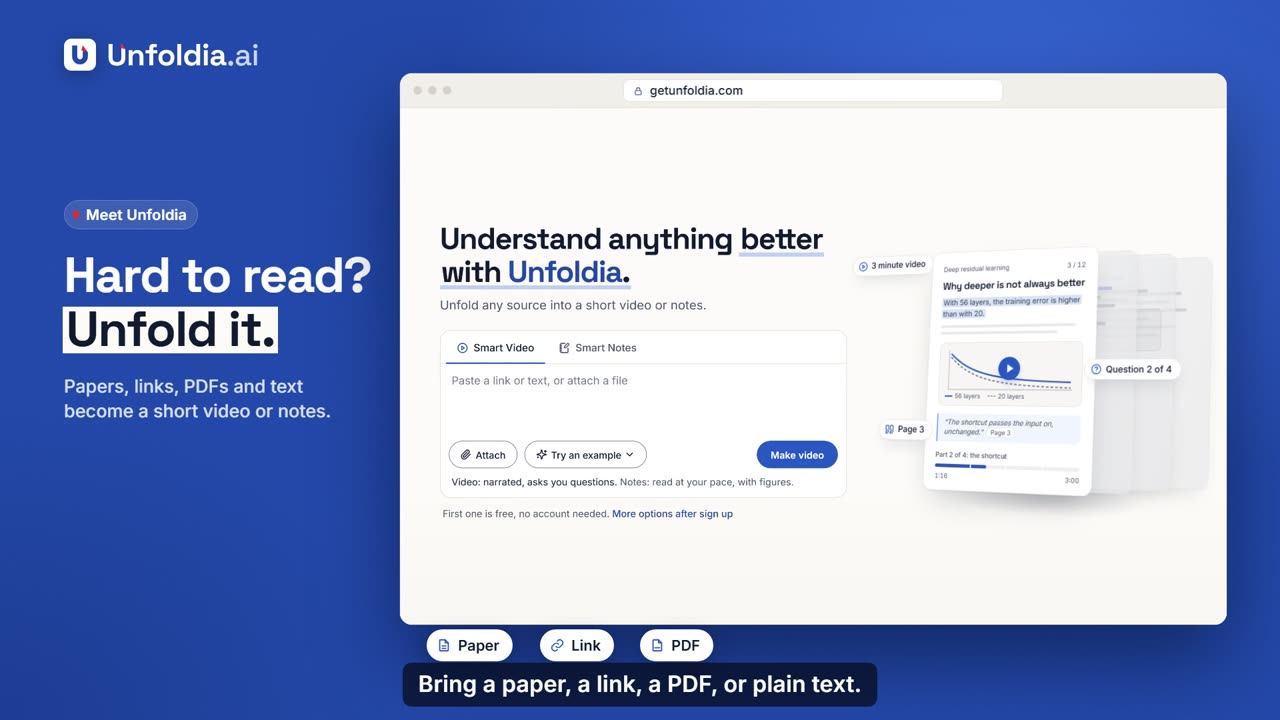 Unfoldia.ai
getunfoldia.com
Meet Unfoldia
Hard to read?
Unfold it.
Papers, links, PDFs and text
become a short video or notes.
Understand anything better
with Unfoldia.
Unfold any source into a short video or notes.
Smart Video
Smart Notes
Paste a link or text, or attach a file
Attach
Try an example
Make video
Video: narrated, asks you questions. Notes: read at your pace, with figures.
First one is free, no account needed. More options after sign up
3 minute video
Deep residual learning
3 / 12
Why deeper is not always better
With 56 layers, the training error is higher
than with 20.
56 layers
20 layers
Question 2 of 4
Page 3
"The shortcut passes the input on,
unchanged." Page 3
Part 2 of 4: the shortcut
1:16
3:00
Paper
Link
PDF
Bring a paper, a link, a PDF, or plain text.